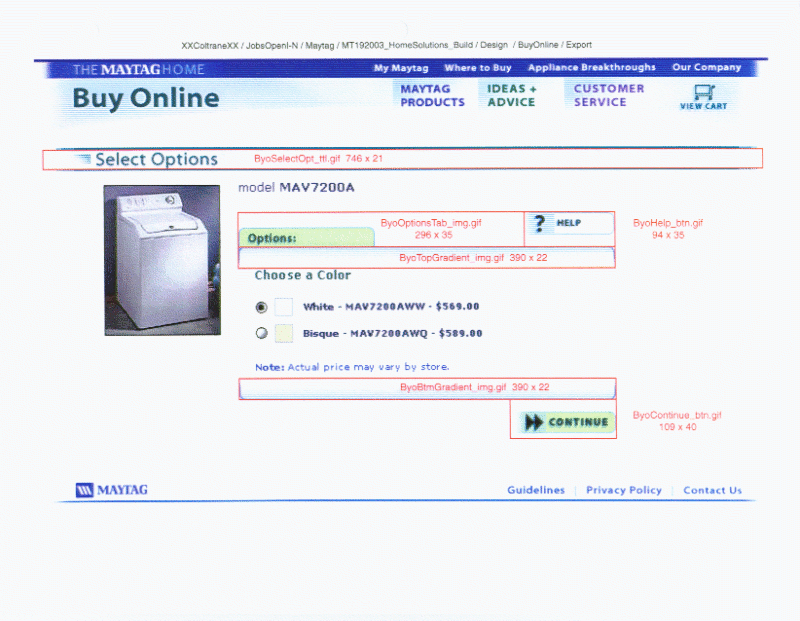 XXColtraneXX / JobsOpenI-N / Maytag / MT192003_HomeSolutions_Build / Design / BuyOnline / Export
THE MAYTAG HOME
My Maytag Where to Buy Appliance Breakthroughs Our Company
Buy Online
MAYTAG PRODUCTS
IDEAS + ADVICE
CUSTOMER SERVICE
VIEW CART
Select Options
ByoSelectOpt_ttl.gif 746 x 21
model MAV7200A
ByoOptionsTab_img.gif
296 x 35
? HELP
ByoHelp_btn.gif
94 x 35
Options:
ByoTopGradient_img.gif 390 x 22
Choose a Color
White - MAV7200AWW - $569.00
Bisque - MAV7200AWQ - $589.00
Note: Actual price may vary by store.
ByoBtmGradient_img.gif 390 x 22
CONTINUE
ByoContinue_btn.gif
109 x 40
MAYTAG
Guidelines | Privacy Policy | Contact Us